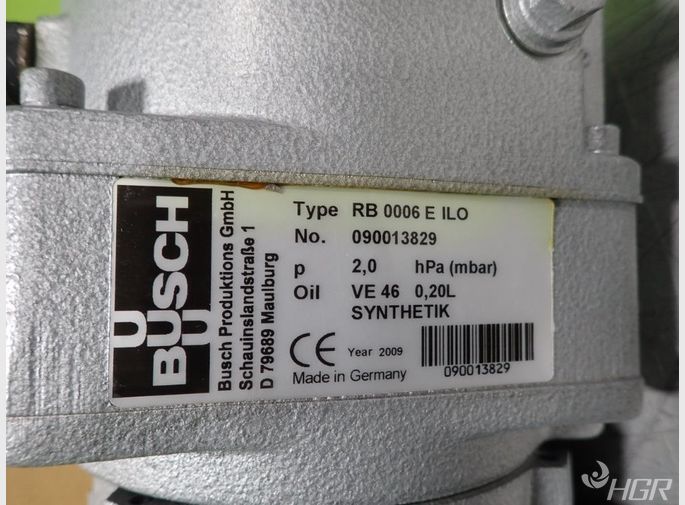 U
BUSCH
U
Busch Produktions GmbH
Schauinslandstraße 1
D 79689 Maulburg
Type RB 0006 E ILO
No. 090013829
p 2,0 hPa (mbar)
Oil VE 46 0,20L
SYNTHETIK
CE Year 2009
Made in Germany
090013829
HGR